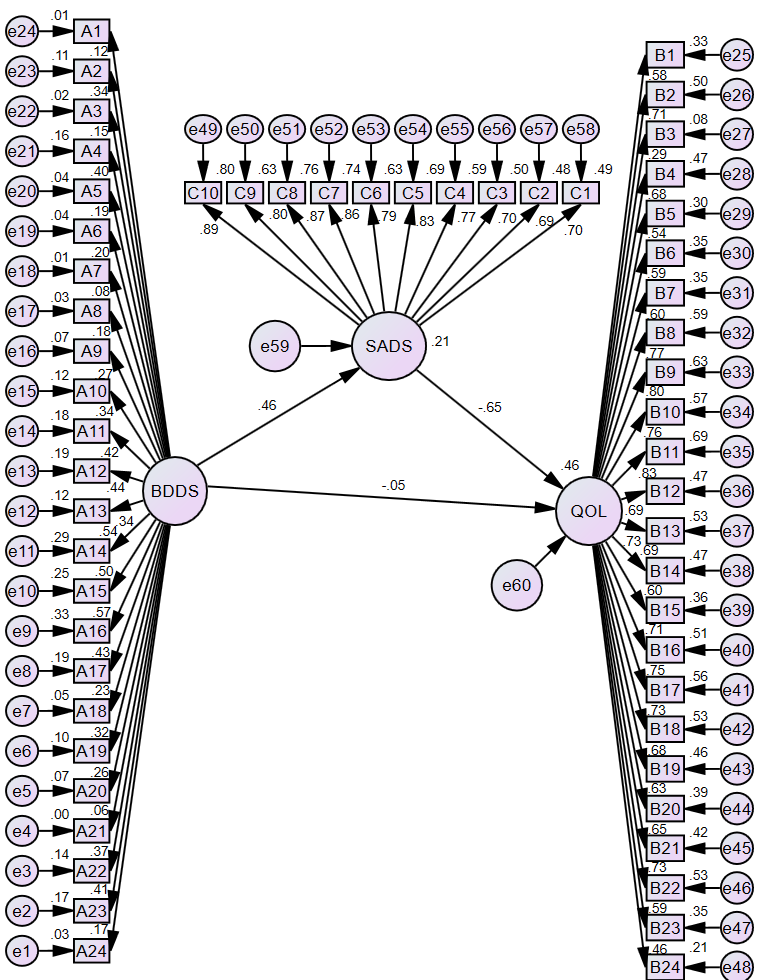 e24 .01 A1
.12
e23 .11 A2
.34
e22 .02 A3
.15
e21 .16 A4
.40
e20 .04 A5
.19
e19 .04 A6
.20
e18 .01 A7
.08
e17 .03 A8
.18
e16 .07 A9
.27
e15 .12 A10
.34
e14 .18 A11
.42
e13 .19 A12
.44
e12 .12 A13
.34
e11 .29 A14
.54
e10 .25 A15
.50
e9 .33 A16
.57
e8 .19 A17
.43
e7 .05 A18
.23
e6 .10 A19
.32
e5 .07 A20
.26
e4 .00 A21
.06
e3 .14 A22
.37
e2 .17 A23
.41
e1 .03 A24
.17
BDDS
e49 e50 e51 e52 e53 e54 e55 e56 e57 e58
.80 .63 .76 .74 .63 .69 .59 .50 .48 .49
C10 C9 C8 C7 C6 C5 C4 C3 C2 C1
.89 .80 .87 .86 .79 .83 .77 .70 .69 .70
e59 SADS .21
.46
-.65
-.05
.46
QOL
e60
B1 .33 e25
.58
B2 .50 e26
.71
B3 .08 e27
.29
B4 .47 e28
.68
B5 .30 e29
.54
B6 .35 e30
.59
B7 .35 e31
.60
B8 .59 e32
.77
B9 .63 e33
.80
B10 .57 e34
.76
B11 .69 e35
.83
B12 .47 e36
.69
B13 .53 e37
.73
B14 .47 e38
.69
B15 .36 e39
.60
B16 .51 e40
.71
B17 .56 e41
.75
B18 .53 e42
.73
B19 .46 e43
.68
B20 .39 e44
.63
B21 .42 e45
.65
B22 .53 e46
.73
B23 .35 e47
.59
B24 .21 e48
.46